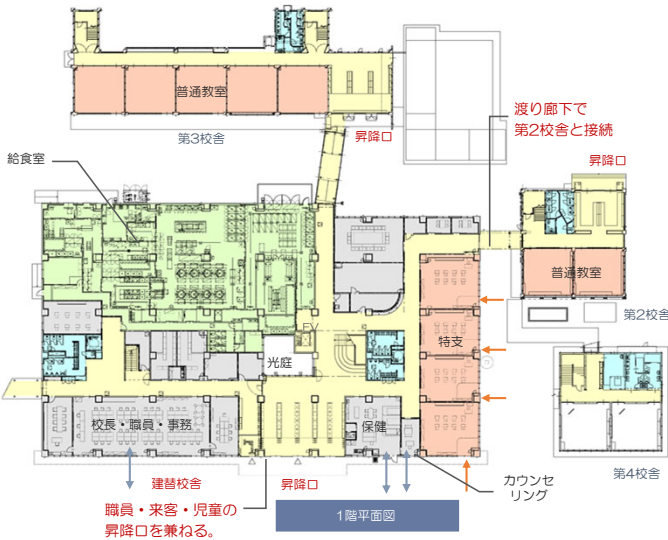 普通教室
第3校舎
昇降口
渡り廊下で
第2校舎と接続
給食室
昇降口
普通教室
第2校舎
EV
光庭
特支
校長・職員・事務
保健
第4校舎
建替校舎
昇降口
カウンセ
リング
職員・来客・児童の
昇降口を兼ねる。
1階平面図